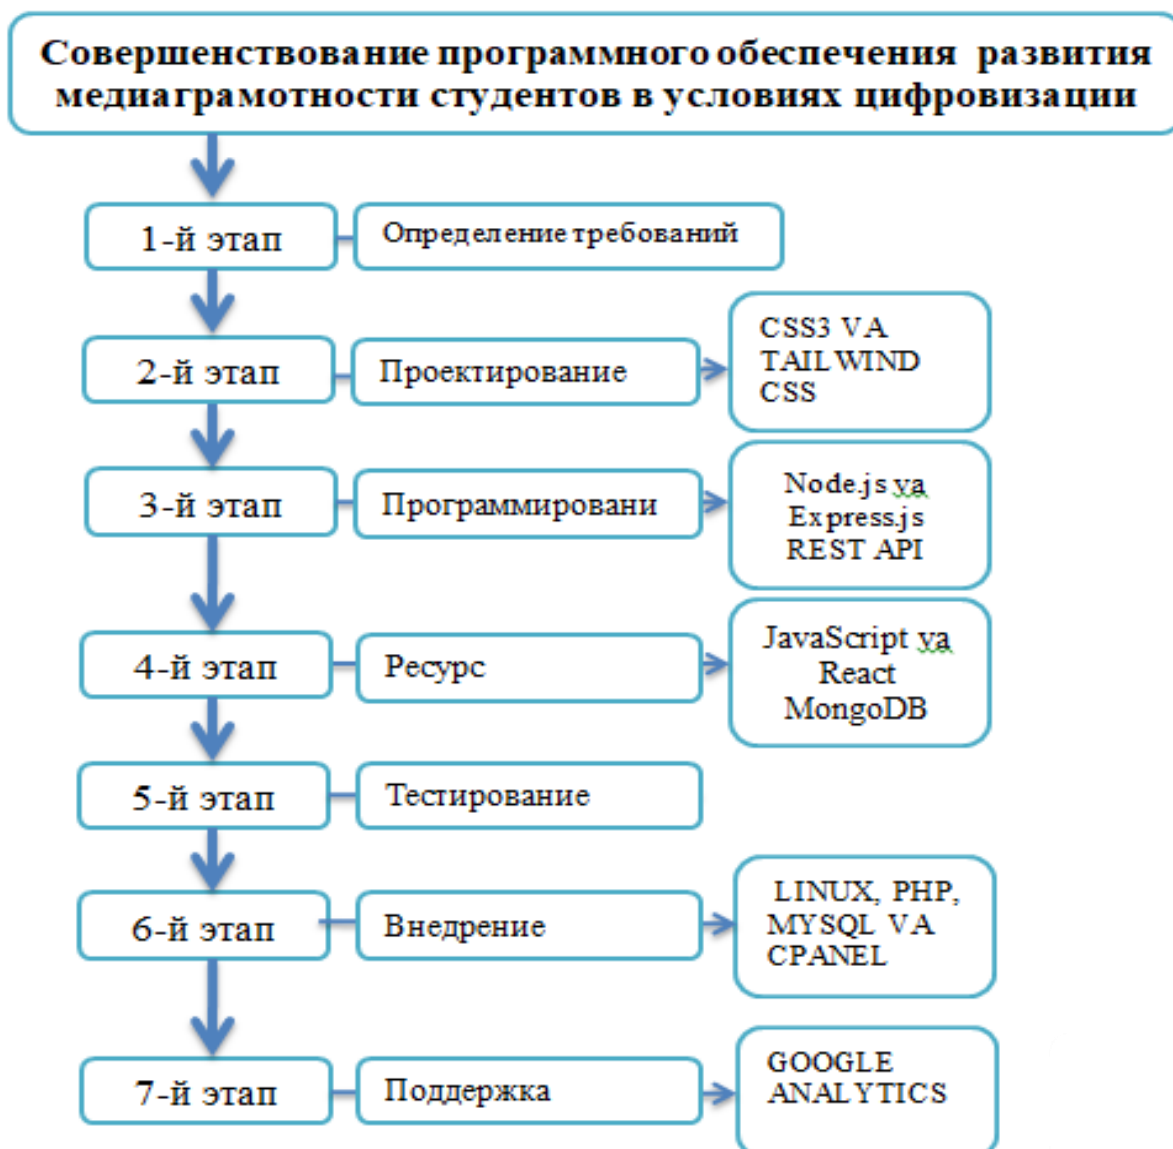 Совершенствование программного обеспечения развития
медиаграмотности студентов в условиях цифровизации
1-й этап
Определение требований
2-й этап
Проектирование
CSS3 VA
TAILWIND
CSS
3-й этап
Программировани
Node.js va
Express.js
REST API
4-й этап
Ресурс
JavaScript va
React
MongoDB
5-й этап
Тестирование
6-й этап
Внедрение
LINUX, PHP,
MYSQL VA
CPANEL
7-й этап
Поддержка
GOOGLE
ANALYTICS